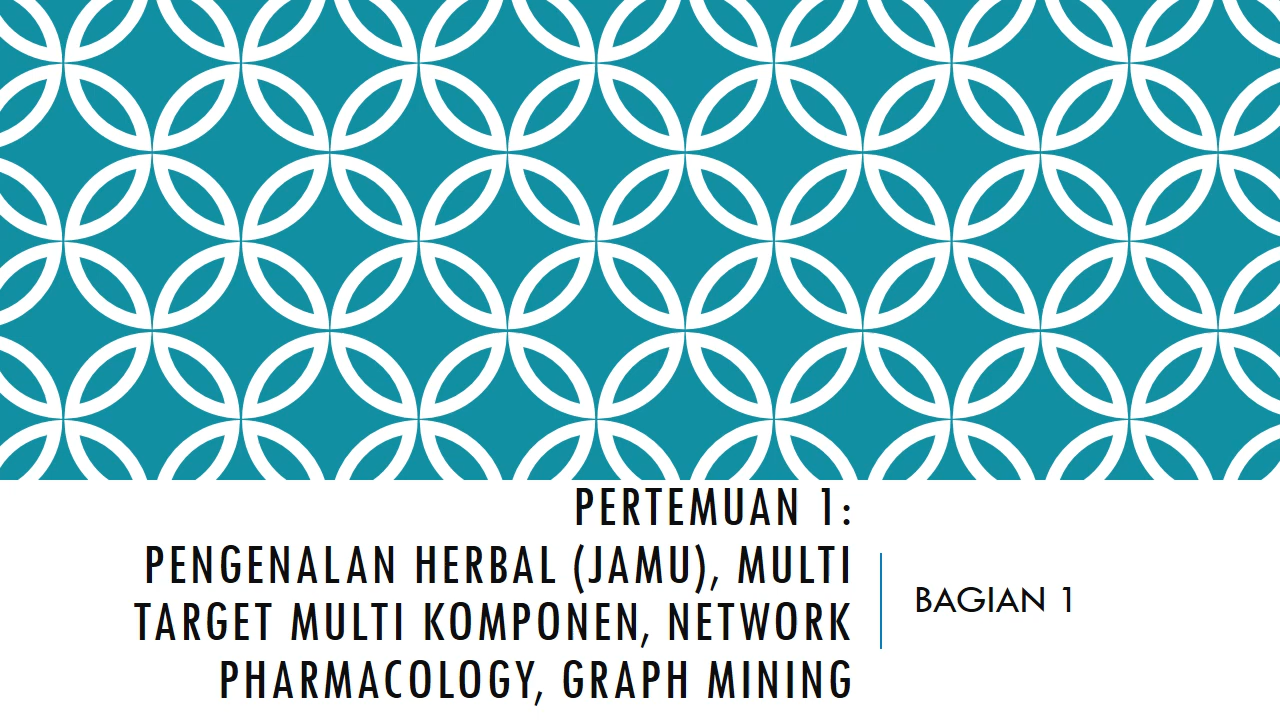 PERTEMUAN 1:
PENGENALAN HERBAL (JAMU), MULTI
TARGET MULTI KOMPONEN, NETWORK
PHARMACOLOGY, GRAPH MINING
BAGIAN 1